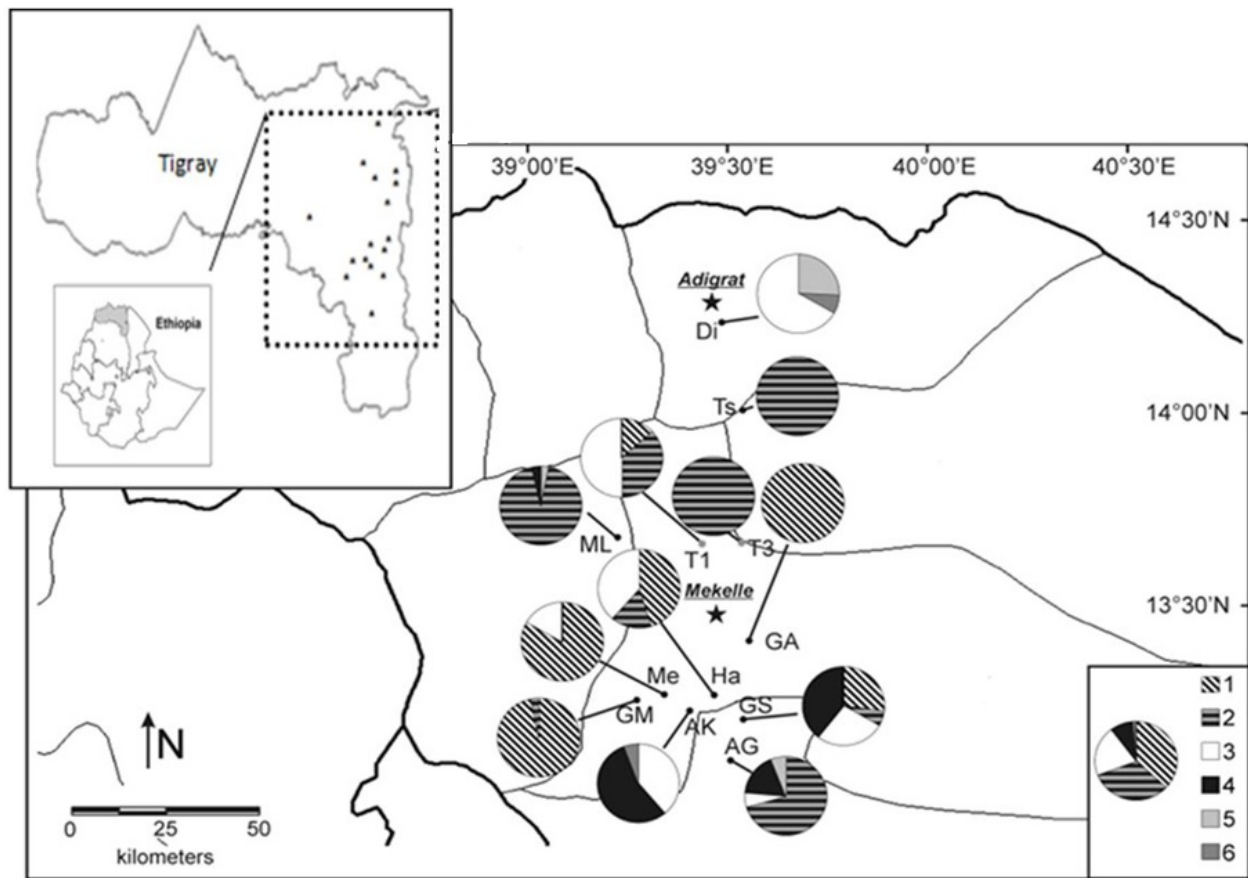 Tigray
Ethiopia
39°00'E
39°30'E
40°00'E
40°30'E
14°30'N
14°00'N
13°30'N
Adigrat
Di
Ts
ML
T1
T3
Mekelle
GA
Me
Ha
GM
AK
GS
AG
N
0
25
50
kilometers
1
2
3
4
5
6